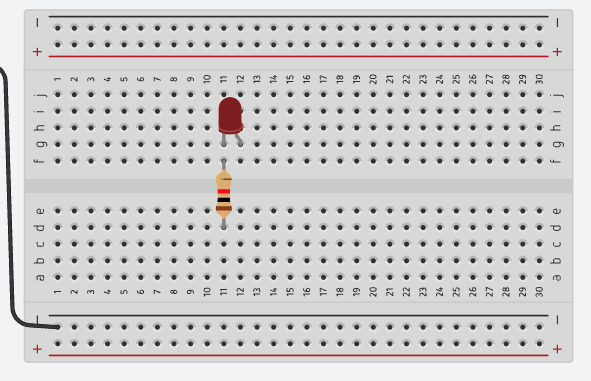 — —
+ +
1 2 3 4 5 6 7 8 9 10 11 12 13 14 15 16 17 18 19 20 21 22 23 24 25 26 27 28 29 30
j j
i i
h h
g g
f f
e e
d d
c c
b b
a a
1 2 3 4 5 6 7 8 9 10 11 12 13 14 15 16 17 18 19 20 21 22 23 24 25 26 27 28 29 30
— —
+ +